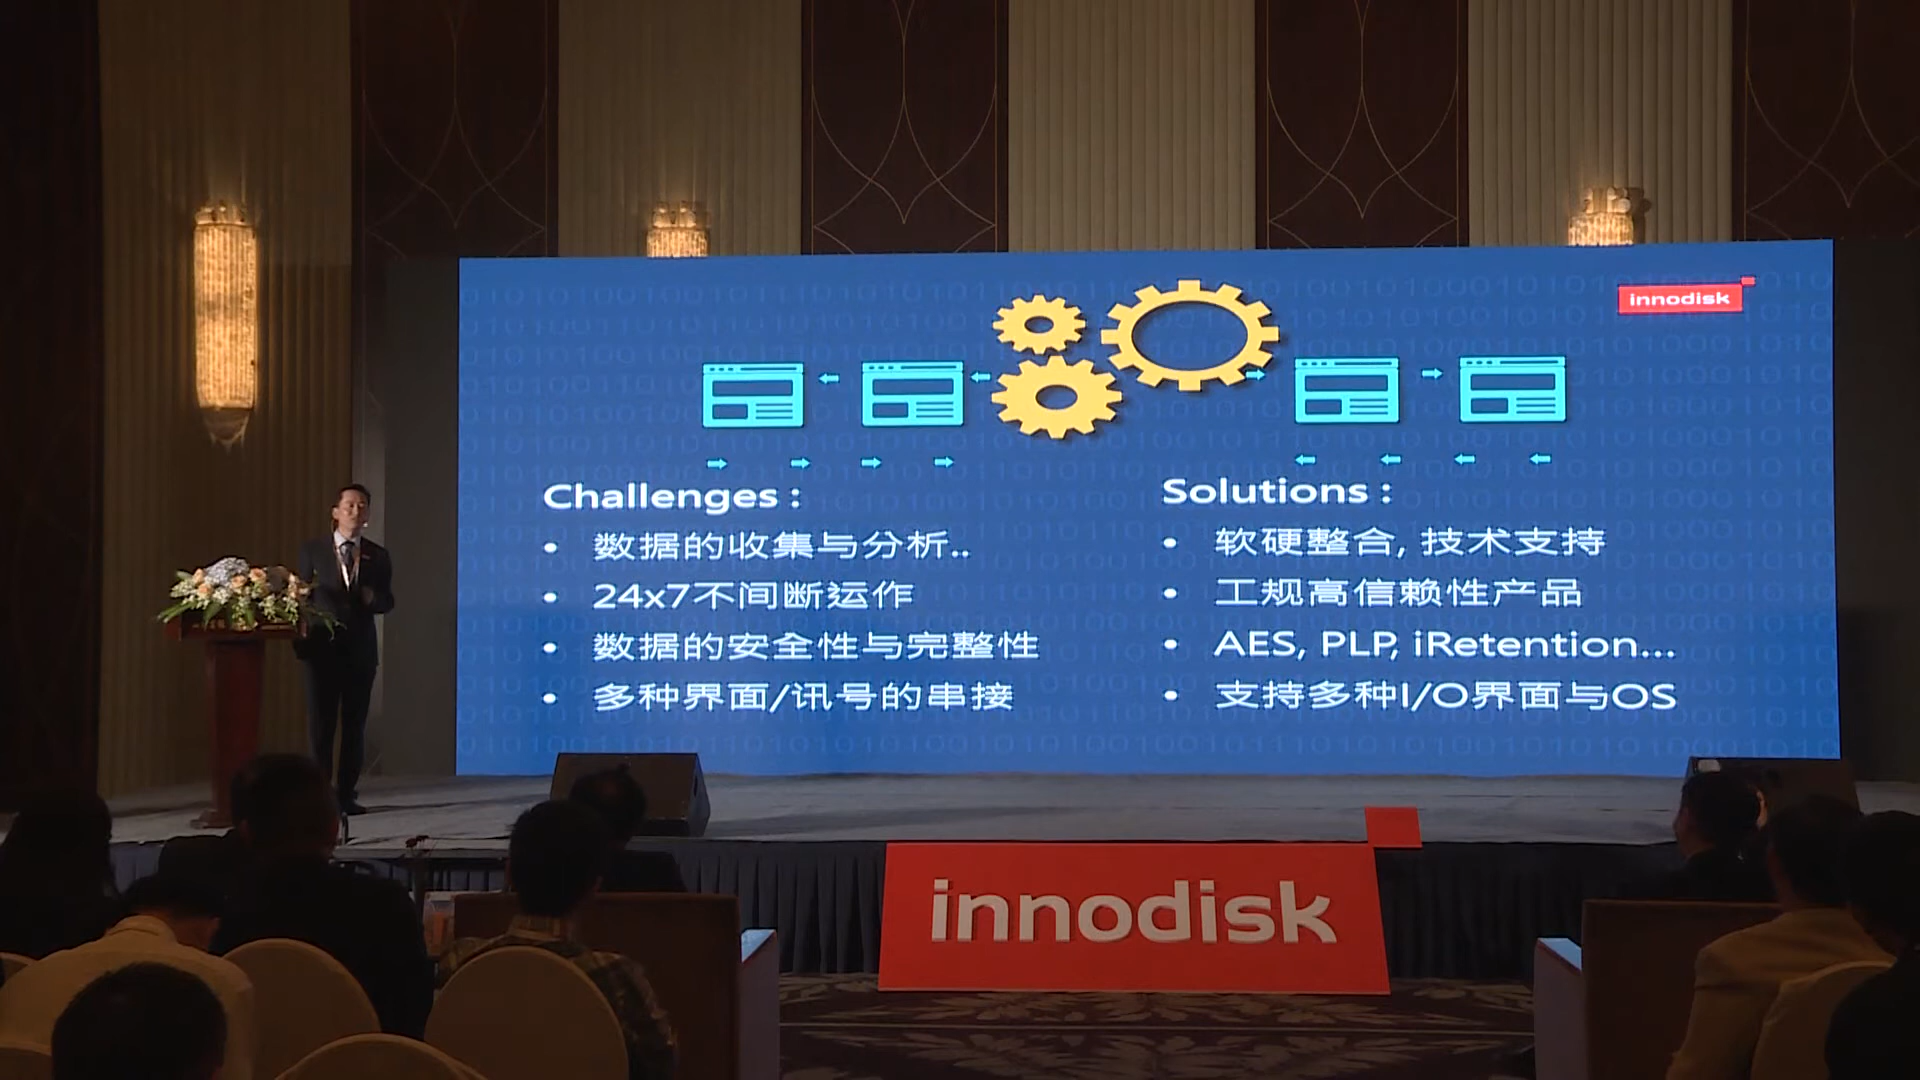 innodisk
Challenges :
• 数据的收集与分析..
• 24x7不间断运作
• 数据的安全性与完整性
• 多种界面/讯号的串接
Solutions :
• 软硬整合, 技术支持
• 工规高信赖性产品
• AES, PLP, iRetention...
• 支持多种I/O界面与OS
innodisk